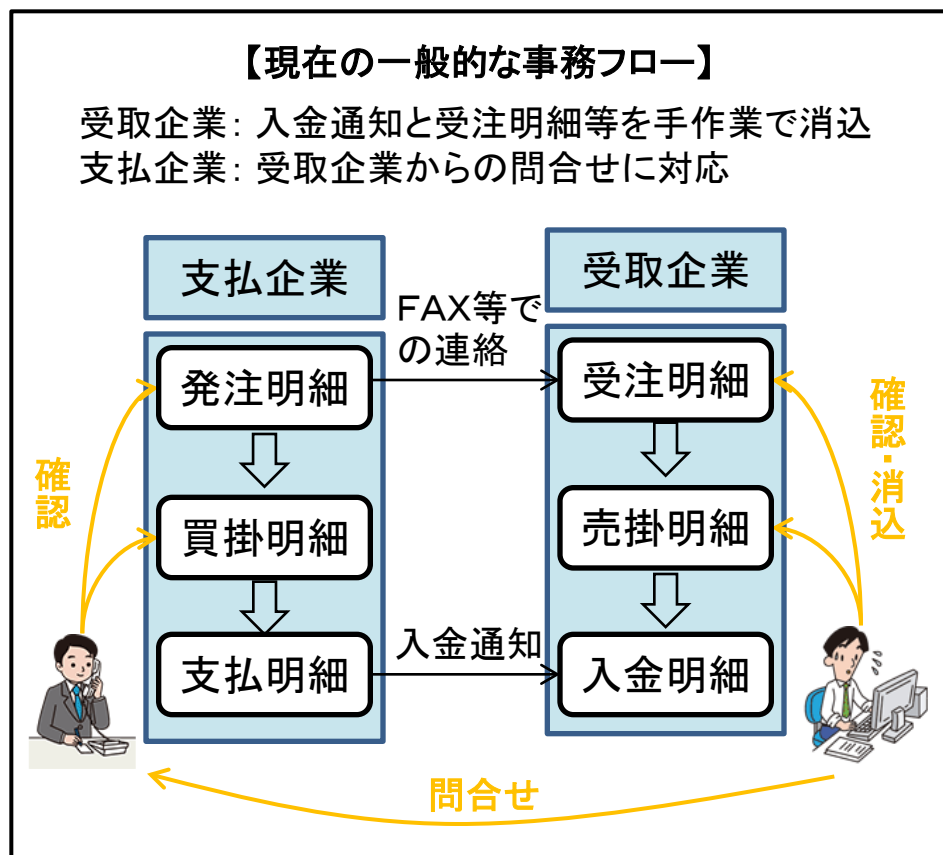 【現在の一般的な事務フロー】
受取企業： 入金通知と受注明細等を手作業で消込
支払企業： 受取企業からの問合せに対応
支払企業
受取企業
ＦＡＸ等で
の連絡
発注明細
受注明細
確認
確認・消込
買掛明細
売掛明細
入金通知
支払明細
入金明細
問合せ